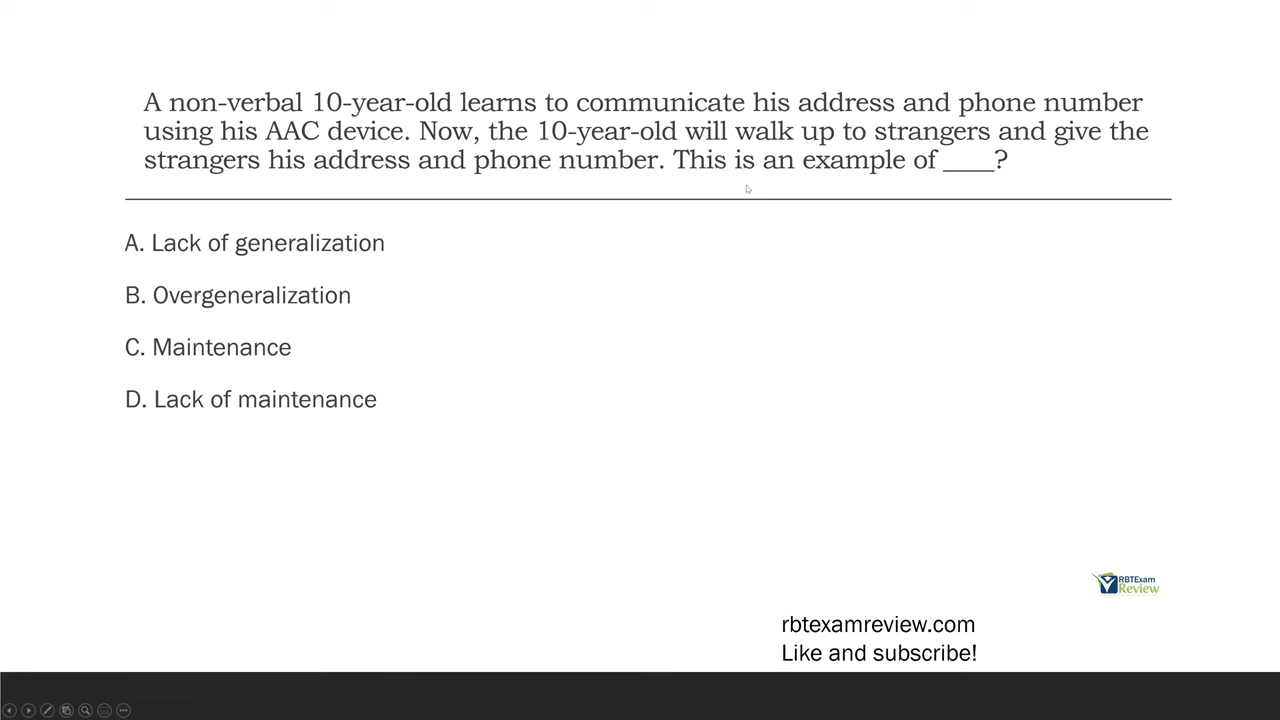 A non-verbal 10-year-old learns to communicate his address and phone number
using his AAC device. Now, the 10-year-old will walk up to strangers and give the
strangers his address and phone number. This is an example of ____?
A. Lack of generalization
B. Overgeneralization
C. Maintenance
D. Lack of maintenance
RBTExam
Review
rbtexamreview.com
Like and subscribe!